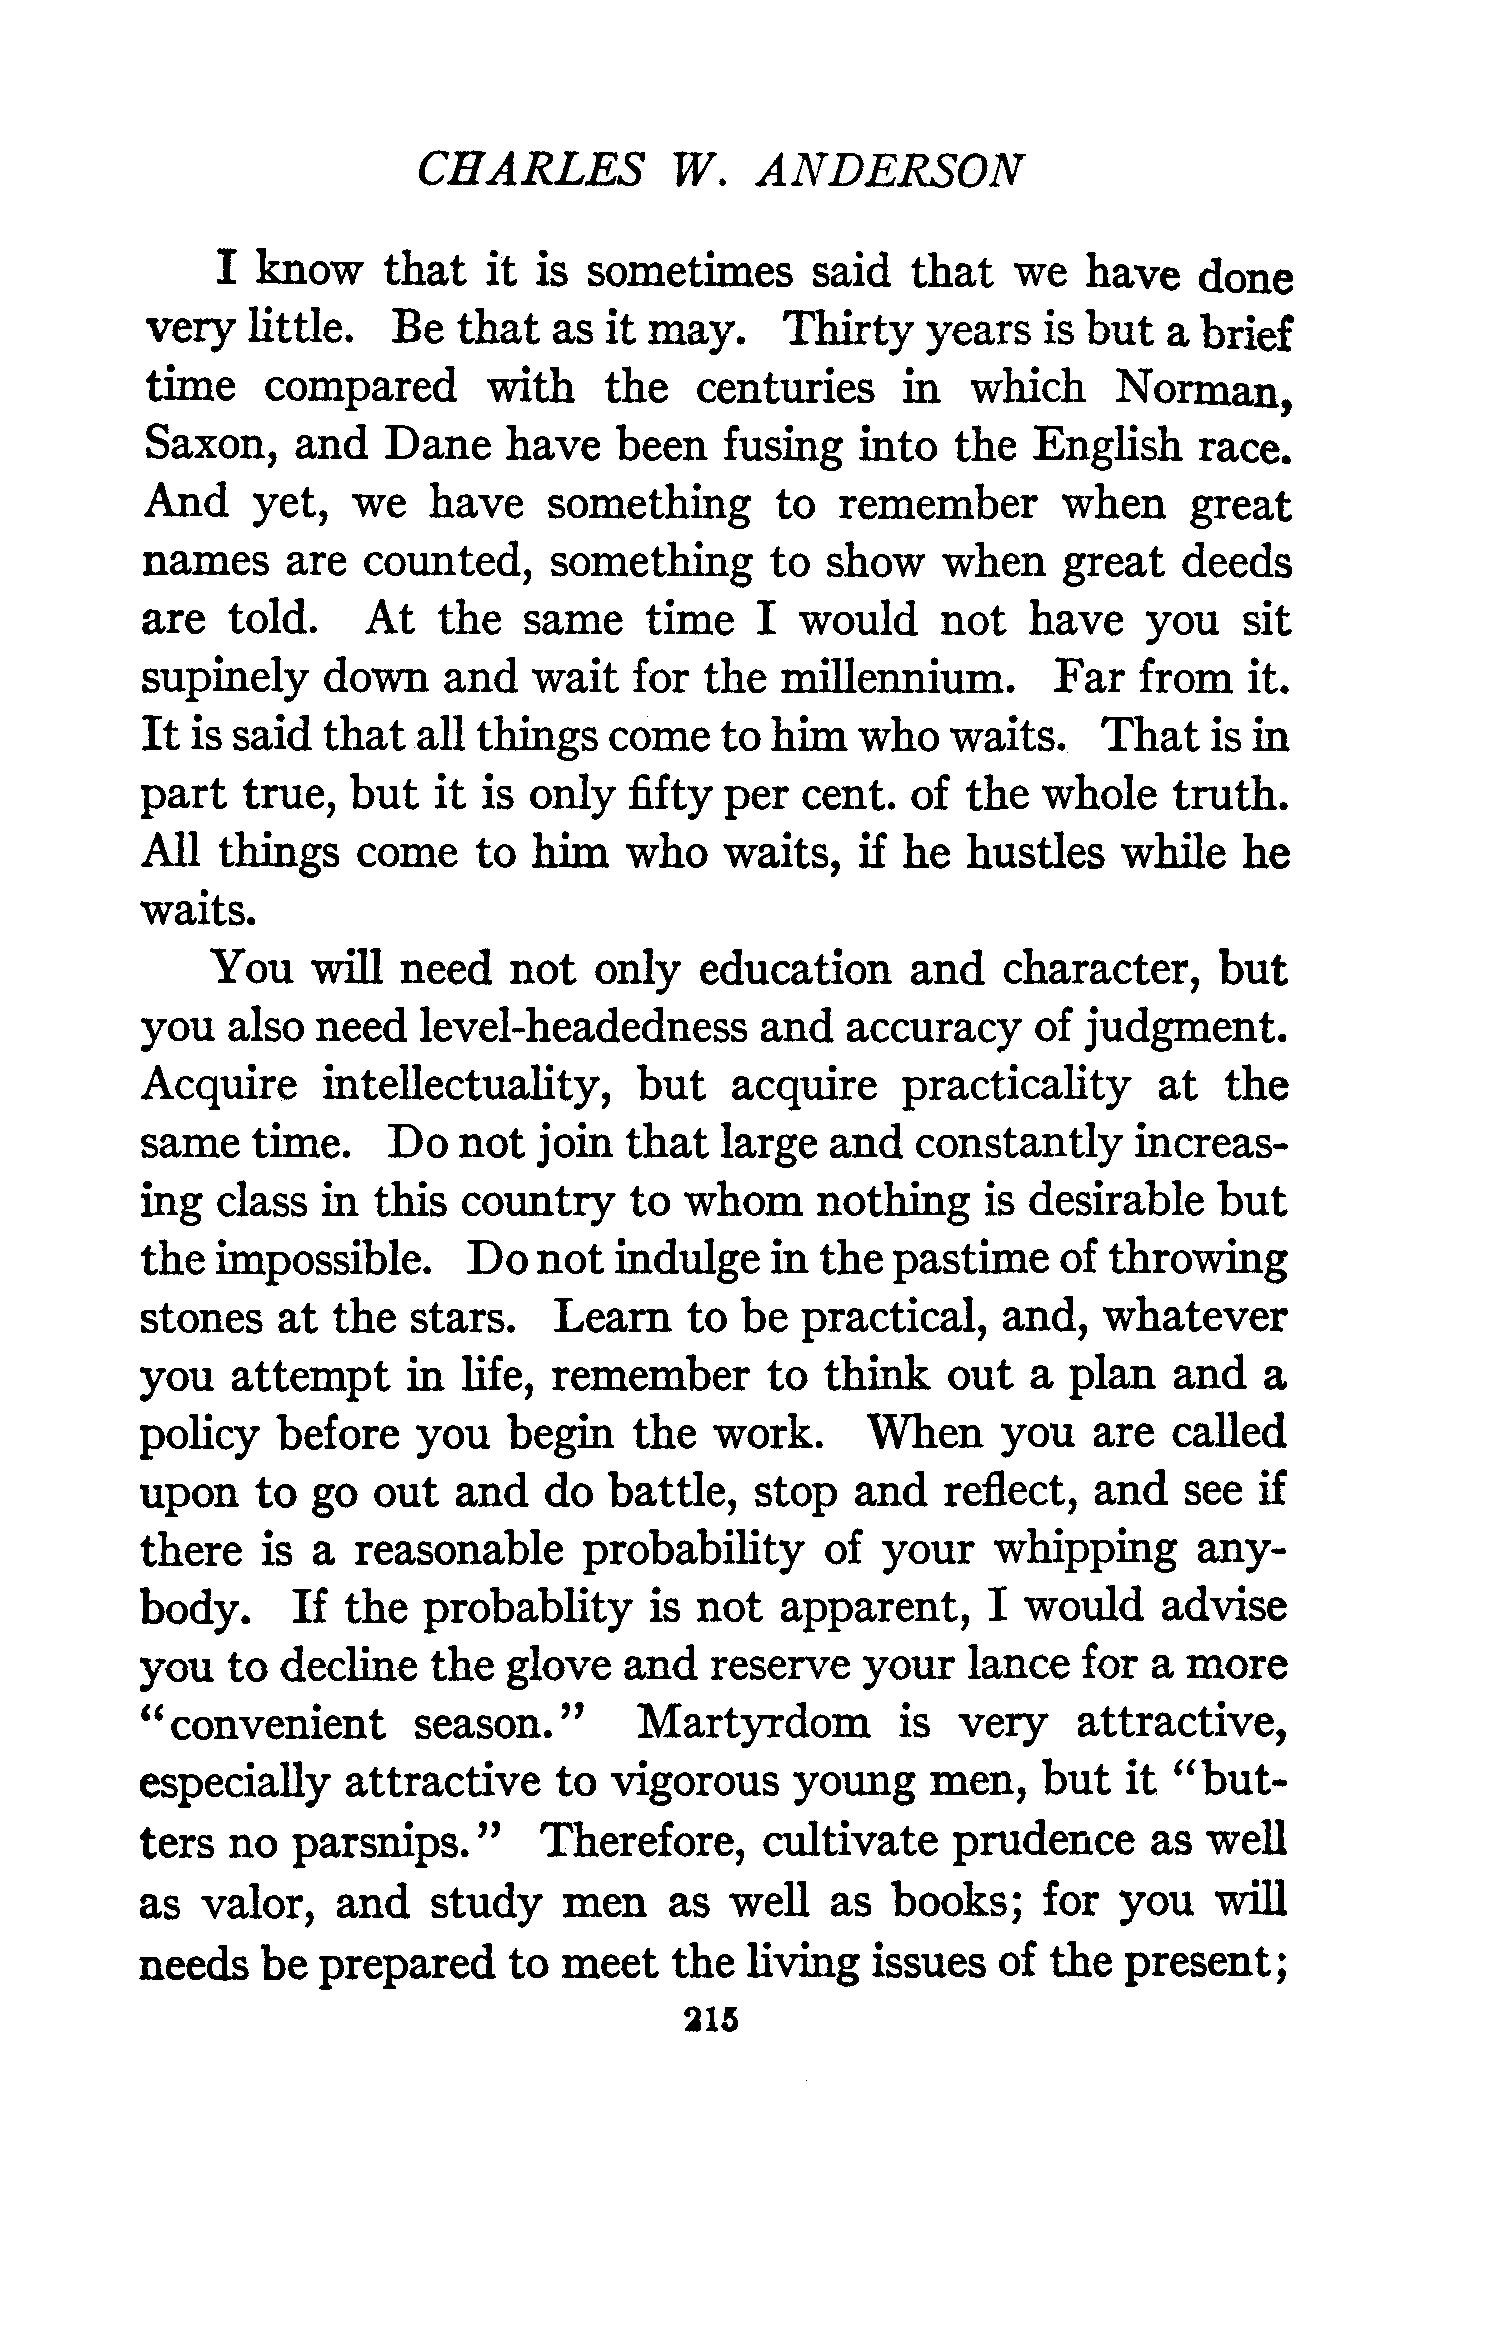 CHARLES W. ANDERSON
I know that it is sometimes said that we have done
very little. Be that as it may. Thirty years is but a brief
time compared with the centuries in which Norman,
Saxon, and Dane have been fusing into the English race.
And yet, we have something to remember when great
names are counted, something to show when great deeds
are told. At the same time I would not have you sit
supinely down and wait for the millennium. Far from it.
It is said that all things come to him who waits. That is in
part true, but it is only fifty per cent. of the whole truth.
All things come to him who waits, if he hustles while he
waits.
You will need not only education and character, but
you also need level-headedness and accuracy of judgment.
Acquire intellectuality, but acquire practicality at the
same time. Do not join that large and constantly increas-
ing class in this country to whom nothing is desirable but
the impossible. Do not indulge in the pastime of throwing
stones at the stars. Learn to be practical, and, whatever
you attempt in life, remember to think out a plan and a
policy before you begin the work. When you are called
upon to go out and do battle, stop and reflect, and see if
there is a reasonable probability of your whipping any-
body. If the probablity is not apparent, I would advise
you to decline the glove and reserve your lance for a more
“convenient season.” Martyrdom is very attractive,
especially attractive to vigorous young men, but it “but-
ters no parsnips.” Therefore, cultivate prudence as well
as valor, and study men as well as books; for you will
needs be prepared to meet the living issues of the present;
215